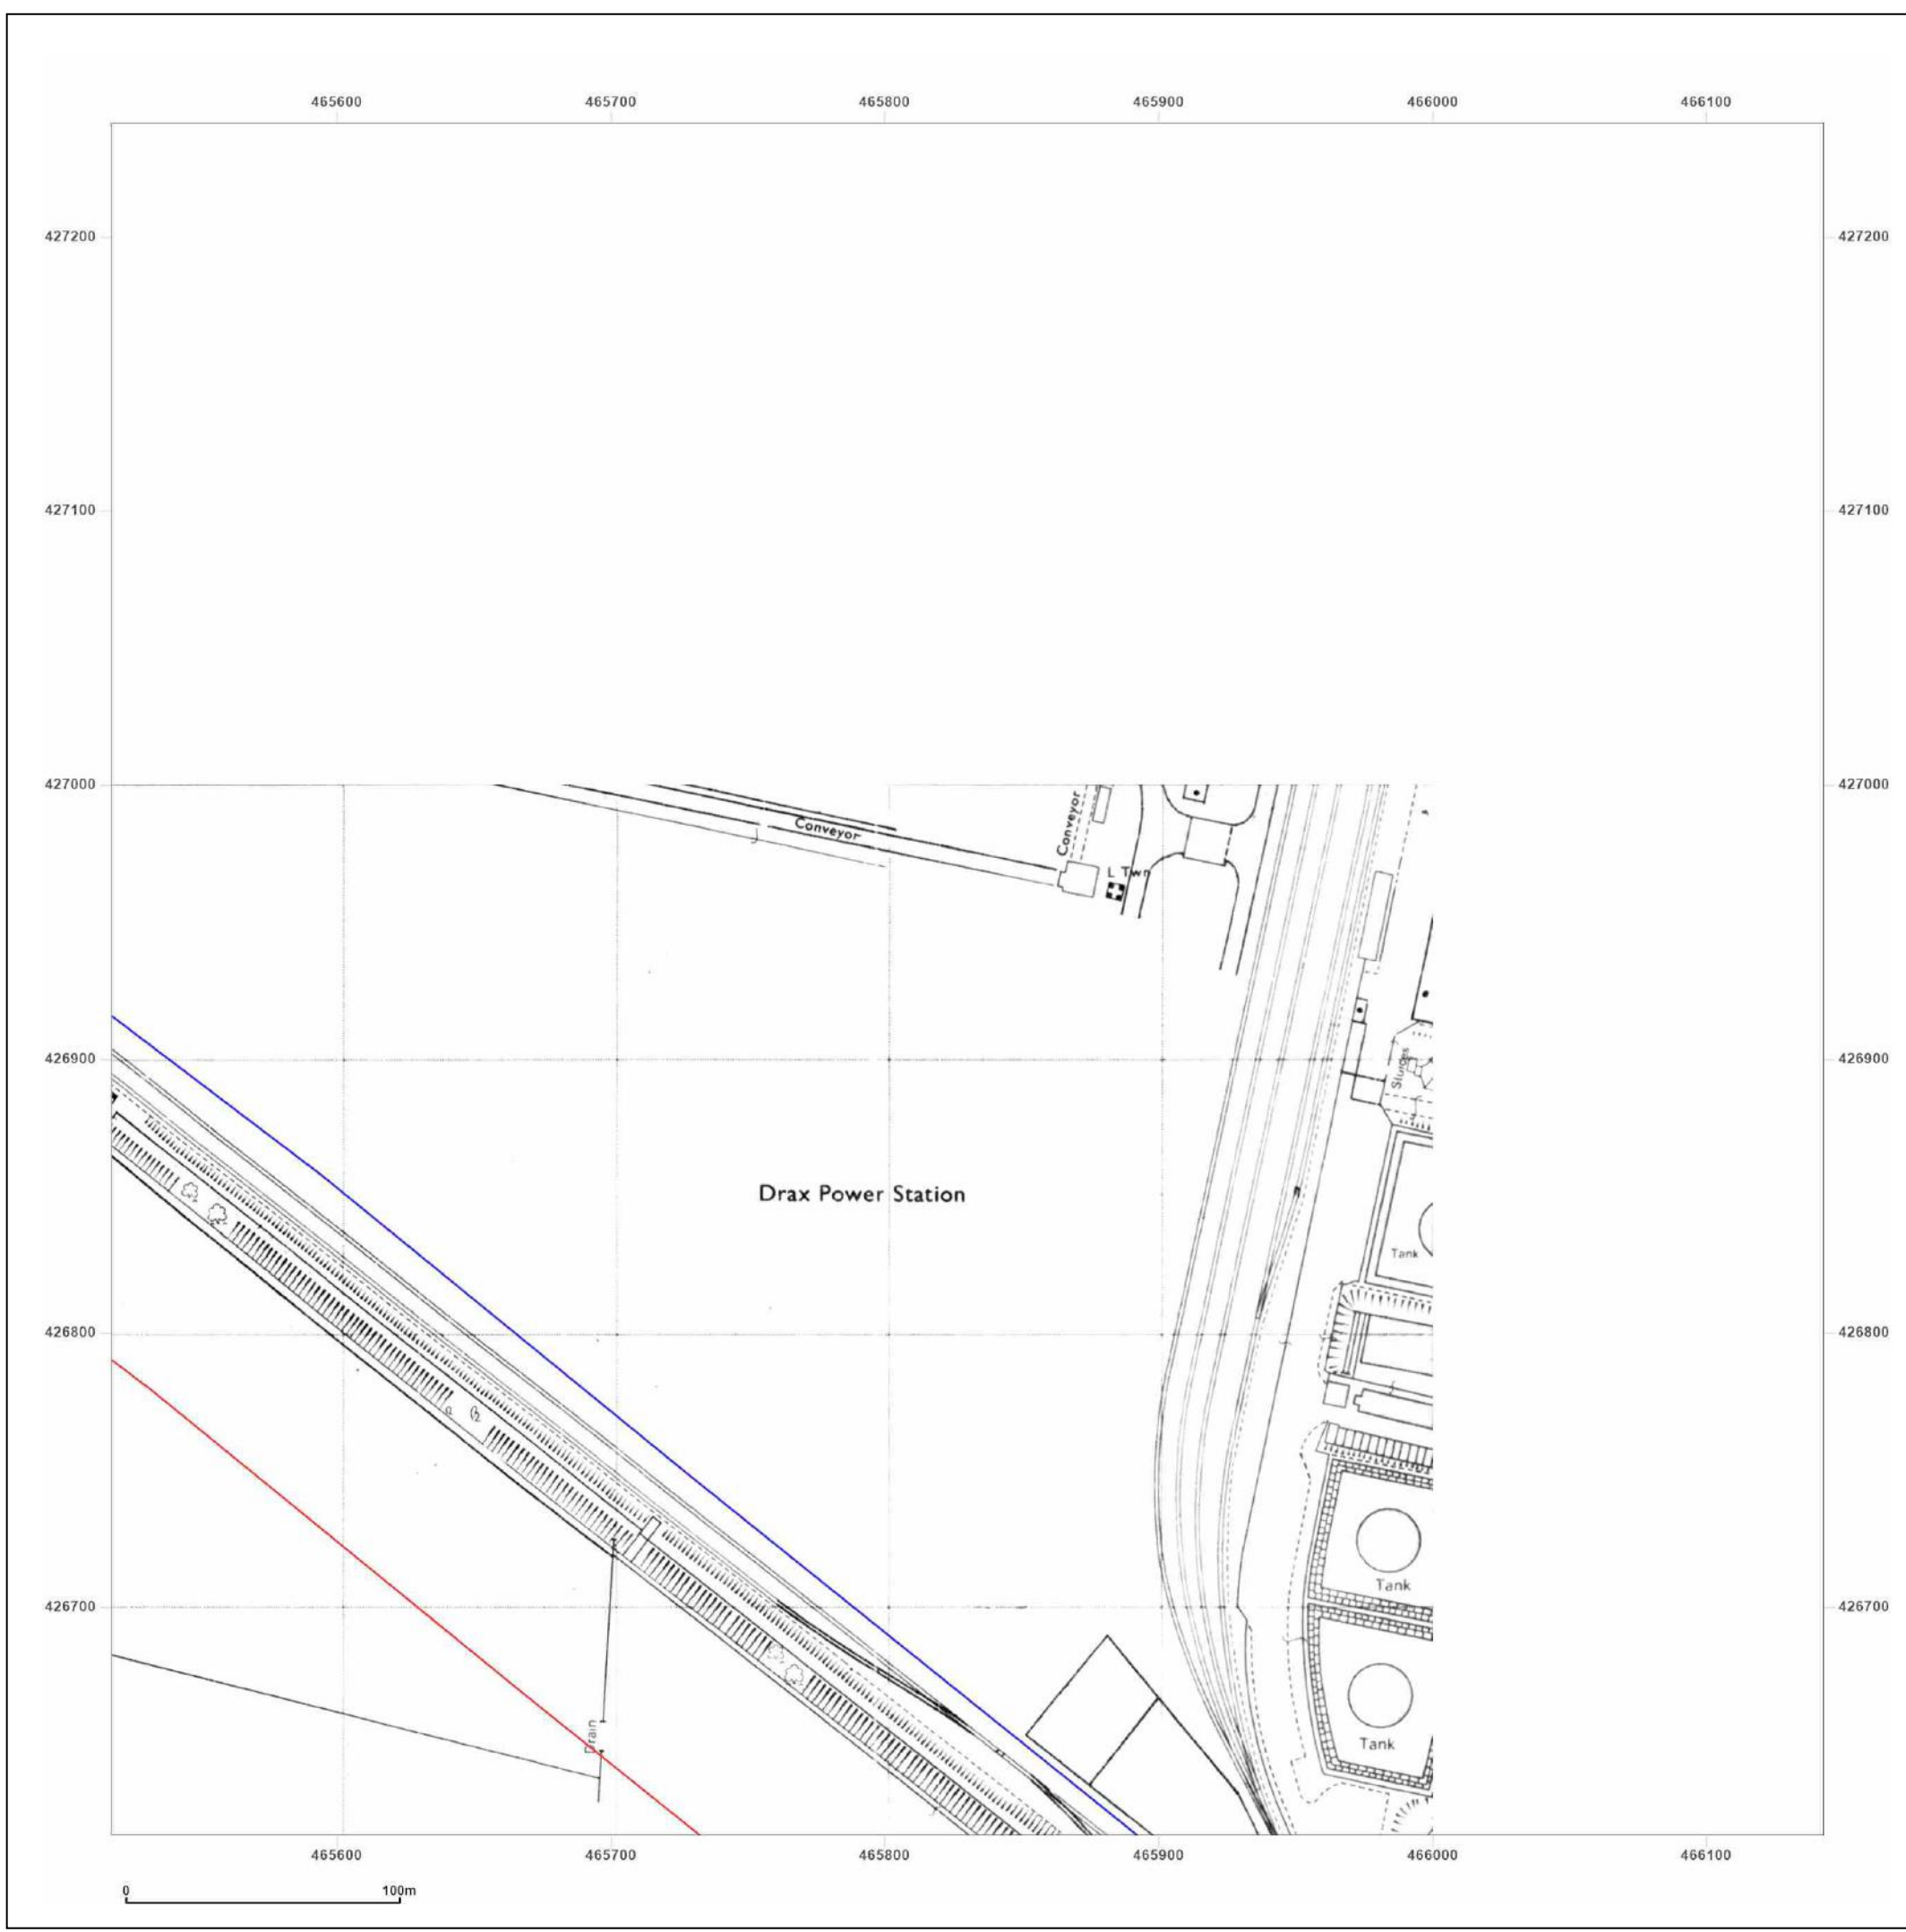 465600 465700 465800 465900 466000 466100
427200 427200
427100 427100
427000 427000
Conveyor
Conveyor
L Twr
426900 426900
Sluices
Drax Power Station
Tank
426800 426800
Tank
426700 426700
Drain
Tank
465600 465700 465800 465900 466000 466100
0 100m